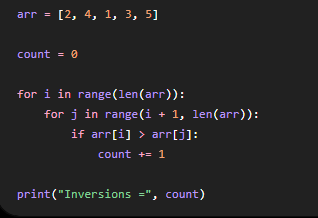 arr = [2, 4, 1, 3, 5]
count = 0
for i in range(len(arr)):
    for j in range(i + 1, len(arr)):
        if arr[i] > arr[j]:
            count += 1
print("Inversions =", count)